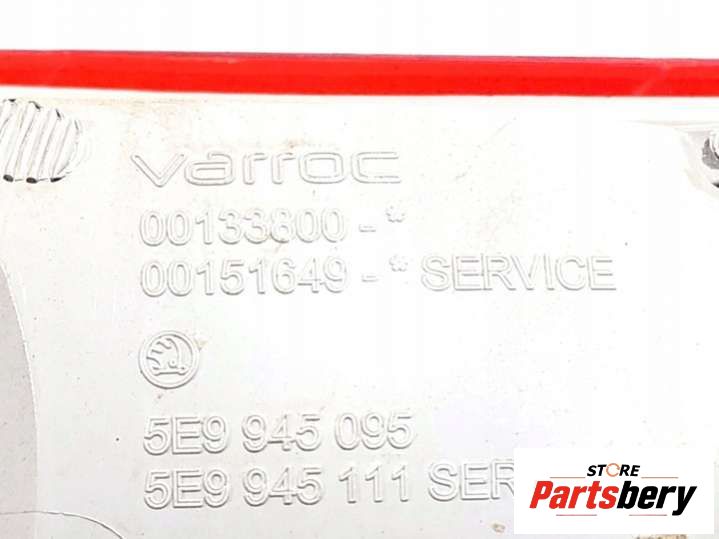 varroc
00133800 - *
00151649 - * SERVICE
5E9 945 095
5E9 945 111 SER
STORE
Partsbery